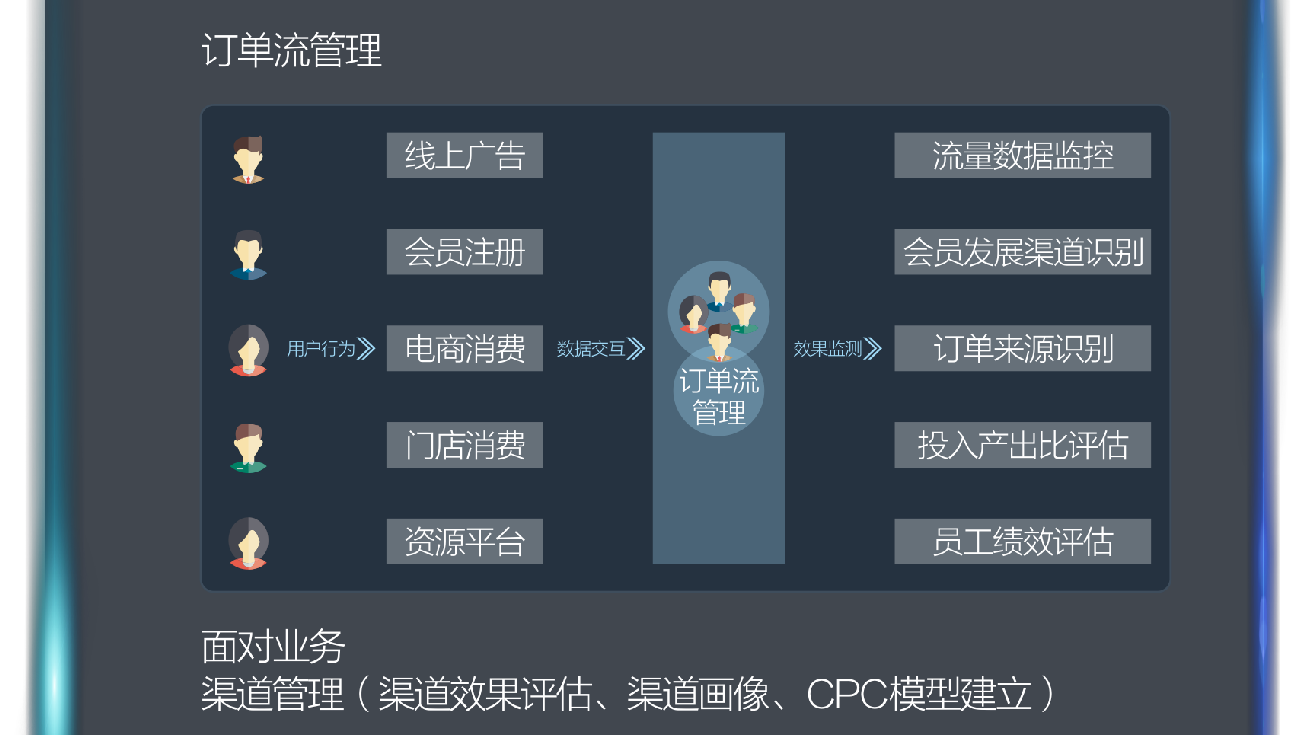 订单流管理
线上广告
流量数据监控
会员注册
会员发展渠道识别
用户行为
电商消费
数据交互
订单流
管理
效果监测
订单来源识别
门店消费
投入产出比评估
资源平台
员工绩效评估
面对业务
渠道管理（渠道效果评估、渠道画像、CPC模型建立）